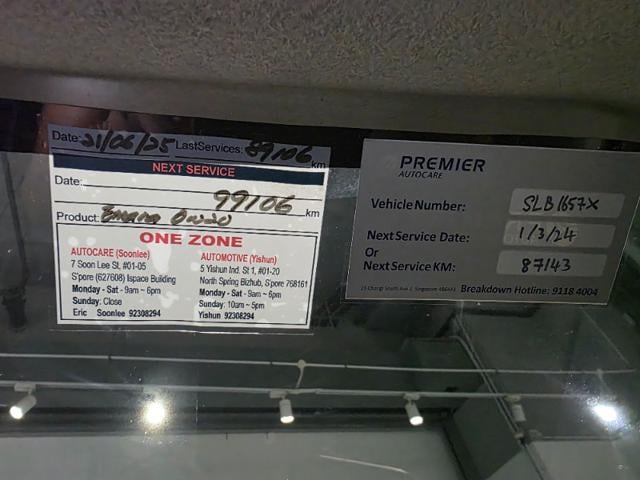 Date: 21/06/25 LastServices: 89106 km
NEXT SERVICE
Date:
99106 km
Product:
ONE ZONE
AUTOCARE (Soonlee)
7 Soon Lee St, #01-05
S'pore (627608) Ispace Building
Monday - Sat - 9am ~ 6pm
Sunday: Close
Eric Soonlee 92308294
AUTOMOTIVE (Yishun)
5 Yishun Ind. St 1, #01-20
North Spring Bizhub, S'pore 768161
Monday - Sat - 9am ~ 6pm
Sunday: 10am ~ 5pm
Yishun 92308294
PREMIER
AUTOCARE
Vehicle Number: SLB1657X
Next Service Date: 1/3/24
Or
Next Service KM: 87143
Breakdown Hotline: 9118 4004